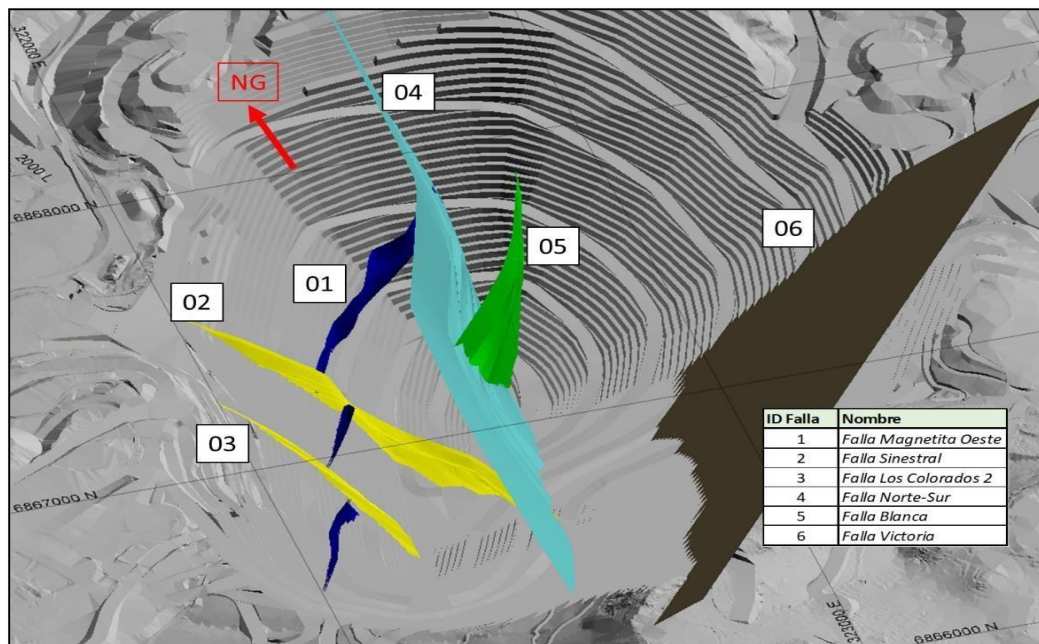 322000 E
NG
04
2000 L
6868000 N
05
06
01
02
03
ID Falla Nombre
1 Falla Magnetita Oeste
2 Falla Sinestral
3 Falla Los Colorados 2
4 Falla Norte-Sur
5 Falla Blanca
6 Falla Victoria
6867000 N
323000 E
6866000 N